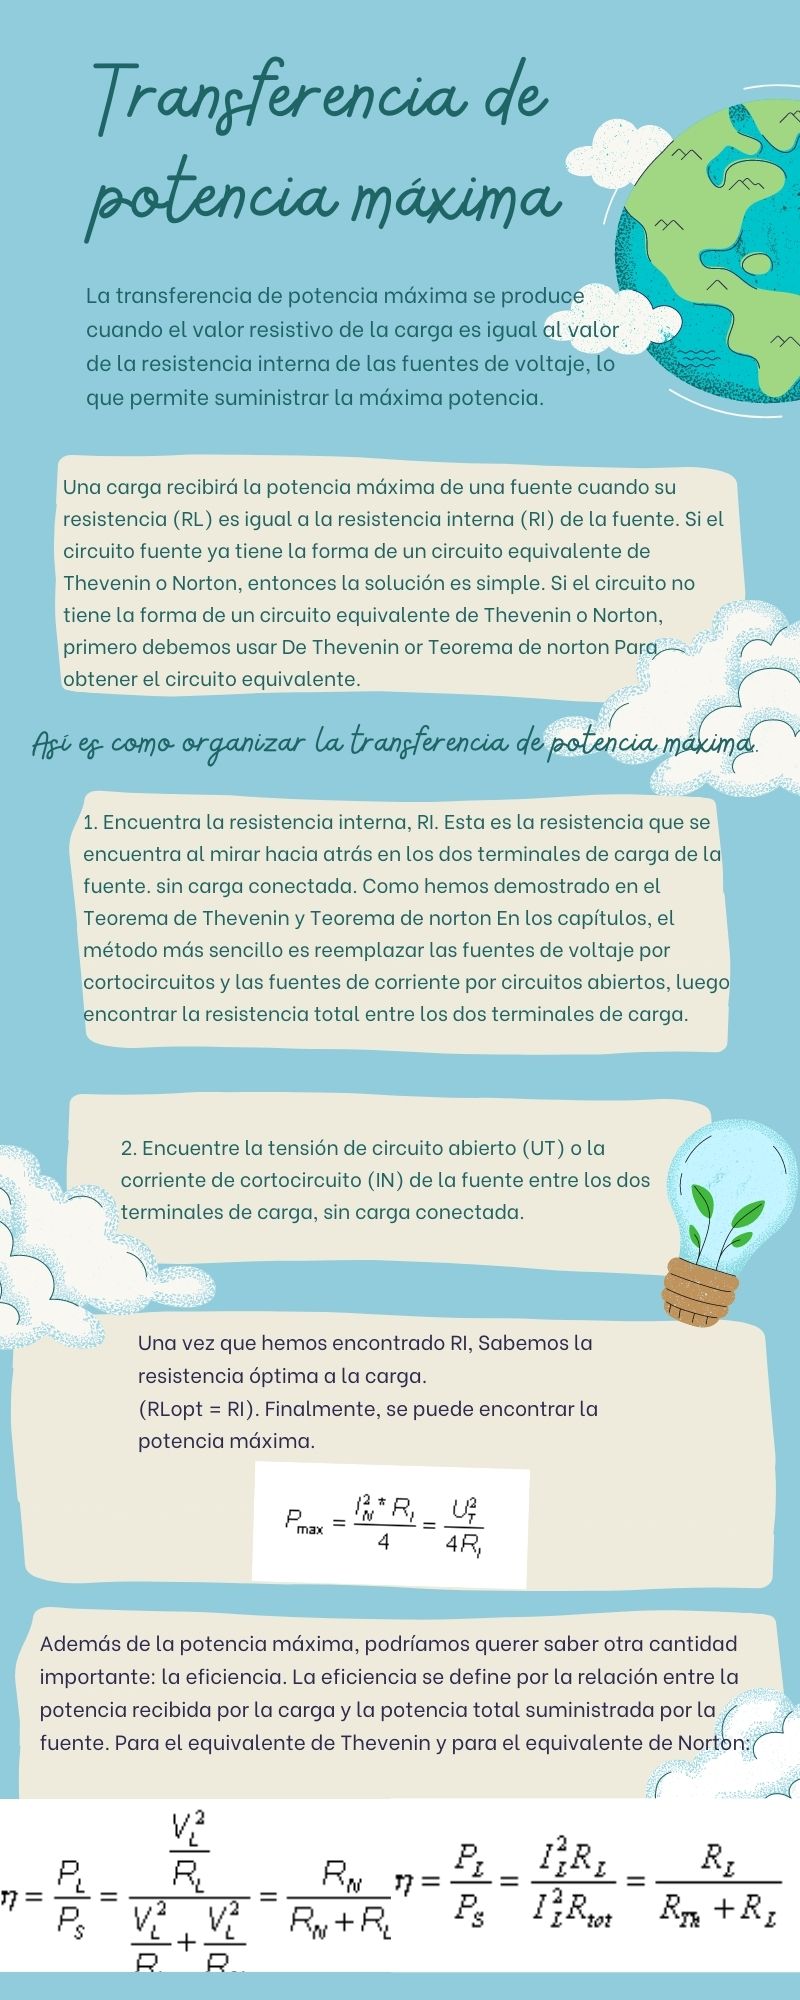 Transferencia de
potencia máxima
La transferencia de potencia máxima se produce
cuando el valor resistivo de la carga es igual al valor
de la resistencia interna de las fuentes de voltaje, lo
que permite suministrar la máxima potencia.
Una carga recibirá la potencia máxima de una fuente cuando su
resistencia (RL) es igual a la resistencia interna (RI) de la fuente. Si el
circuito fuente ya tiene la forma de un circuito equivalente de
Thevenin o Norton, entonces la solución es simple. Si el circuito no
tiene la forma de un circuito equivalente de Thevenin o Norton,
primero debemos usar De Thevenin or Teorema de norton Para
obtener el circuito equivalente.
Así es como organizar la transferencia de potencia máxima.
1. Encuentra la resistencia interna, RI. Esta es la resistencia que se
encuentra al mirar hacia atrás en los dos terminales de carga de la
fuente. sin carga conectada. Como hemos demostrado en el
Teorema de Thevenin y Teorema de norton En los capítulos, el
método más sencillo es reemplazar las fuentes de voltaje por
cortocircuitos y las fuentes de corriente por circuitos abiertos, luego
encontrar la resistencia total entre los dos terminales de carga.
2. Encuentre la tensión de circuito abierto (UT) o la
corriente de cortocircuito (IN) de la fuente entre los dos
terminales de carga, sin carga conectada.
Una vez que hemos encontrado RI, Sabemos la
resistencia óptima a la carga.
(RLopt = RI). Finalmente, se puede encontrar la
potencia máxima.
P_max = I_N^2 * R_I / 4 = U_T^2 / 4R_I
Además de la potencia máxima, podríamos querer saber otra cantidad
importante: la eficiencia. La eficiencia se define por la relación entre la
potencia recibida por la carga y la potencia total suministrada por la
fuente. Para el equivalente de Thevenin y para el equivalente de Norton:
η = P_L / P_S = (V_L^2 / R_L) / (V_L^2 / R + V_L^2 / R) = R_N / (R_N + R_L) η = P_L / P_S = I_L^2 R_L / I_L^2 R_tot = R_L / (R_Th + R_L)